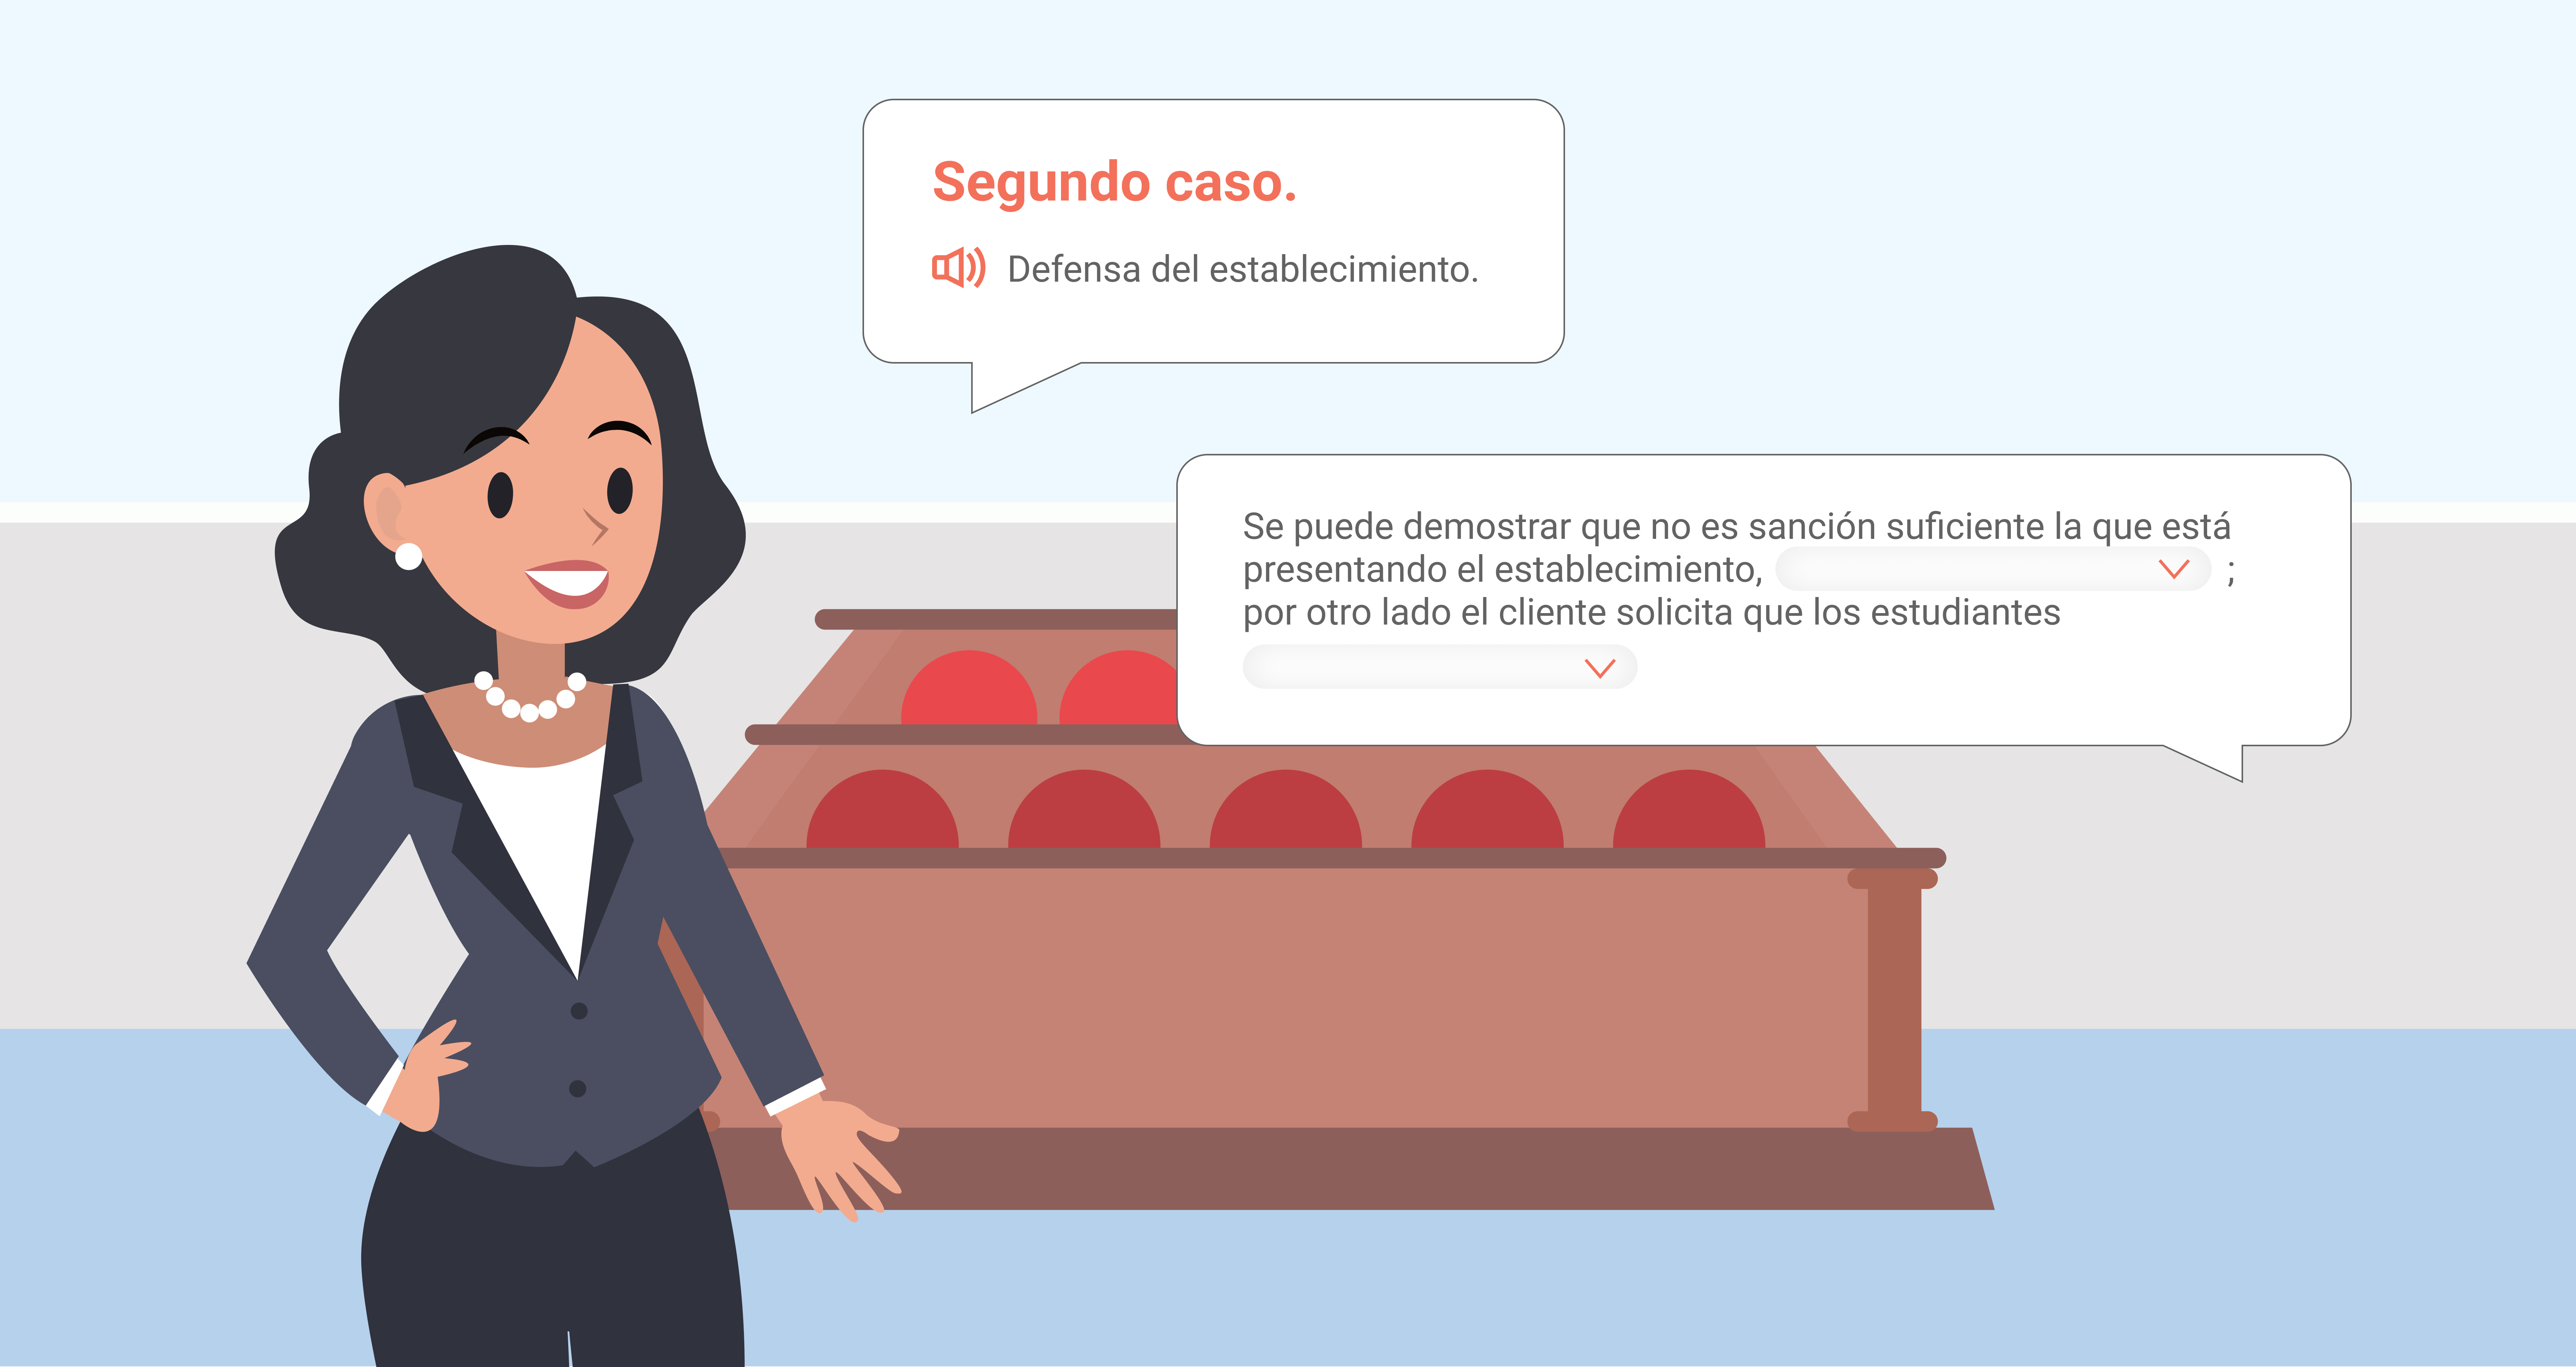 Segundo caso.
Defensa del establecimiento.
Se puede demostrar que no es sanción suficiente la que está
presentando el establecimiento, ;
por otro lado el cliente solicita que los estudiantes